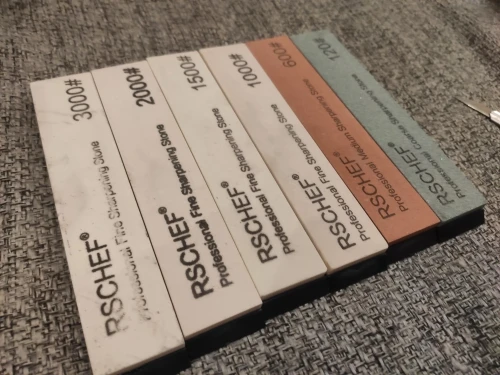 3000#
RSCHEF®
Professional Fine Sharpening Stone
2000#
RSCHEF®
Professional Fine Sharpening Stone
1500#
RSCHEF®
Professional Fine Sharpening Stone
1000#
RSCHEF®
Professional Fine Sharpening Stone
600#
RSCHEF®
Professional Medium Sharpening Stone
120#
RSCHEF®
Professional Coarse Sharpening Stone